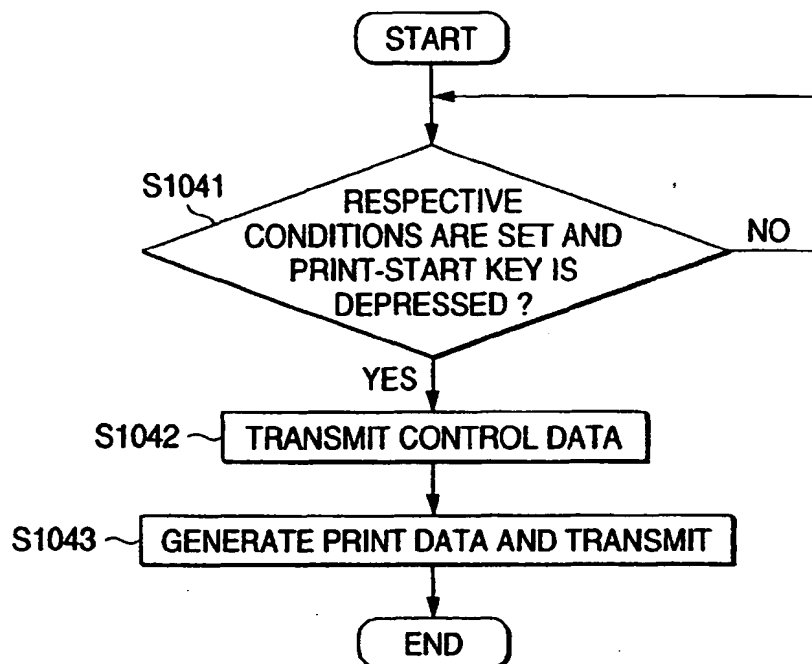 START
S1041
RESPECTIVE
CONDITIONS ARE SET AND
PRINT-START KEY IS
DEPRESSED ?
NO
YES
S1042
TRANSMIT CONTROL DATA
S1043
GENERATE PRINT DATA AND TRANSMIT
END